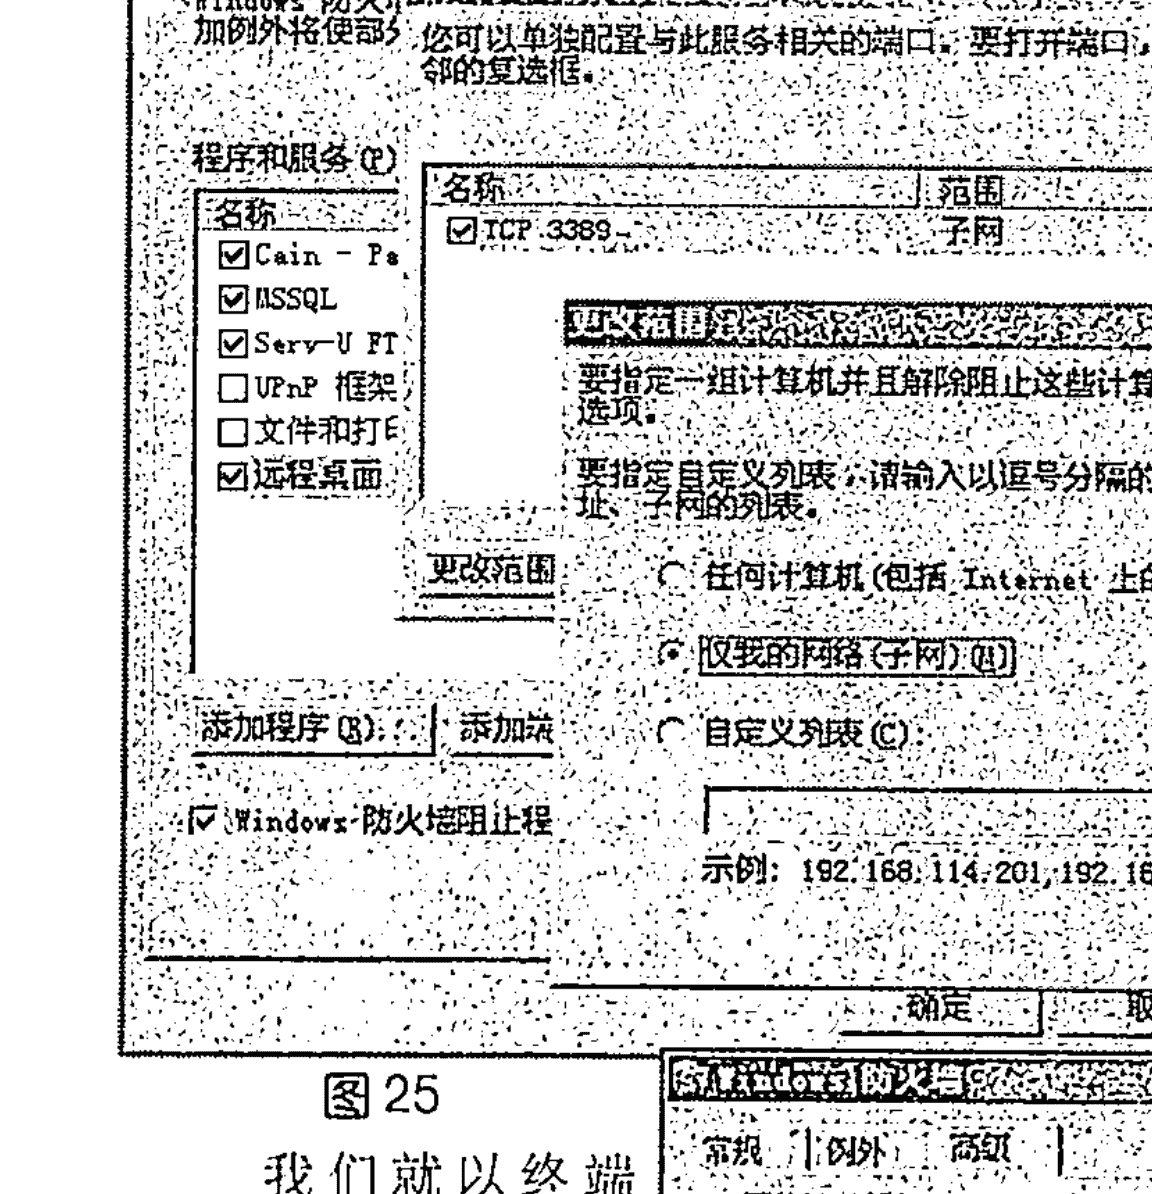 加例外将使部
您可以单独配置与此服务相关的端口。要打开端口,
邻的复选框。
程序和服务(P)
名称
Cain - Pa
MSSQL
Serv-U FT
UPnP 框架
文件和打印
远程桌面
名称 范围
TCP 3389 子网
更改范围
更改范围
要指定一组计算机并且解除阻止这些计算
选项。
要指定自定义列表,请输入以逗号分隔的
址、子网的列表。
任何计算机(包括 Internet 上的
仅我的网络(子网)(M)
自定义列表(C):
示例: 192.168.114.201,192.16
添加程序(R)... 添加端
Windows 防火墙阻止程
确定 取
图 25
我们就以终端
Windows 防火墙
常规 例外 高级